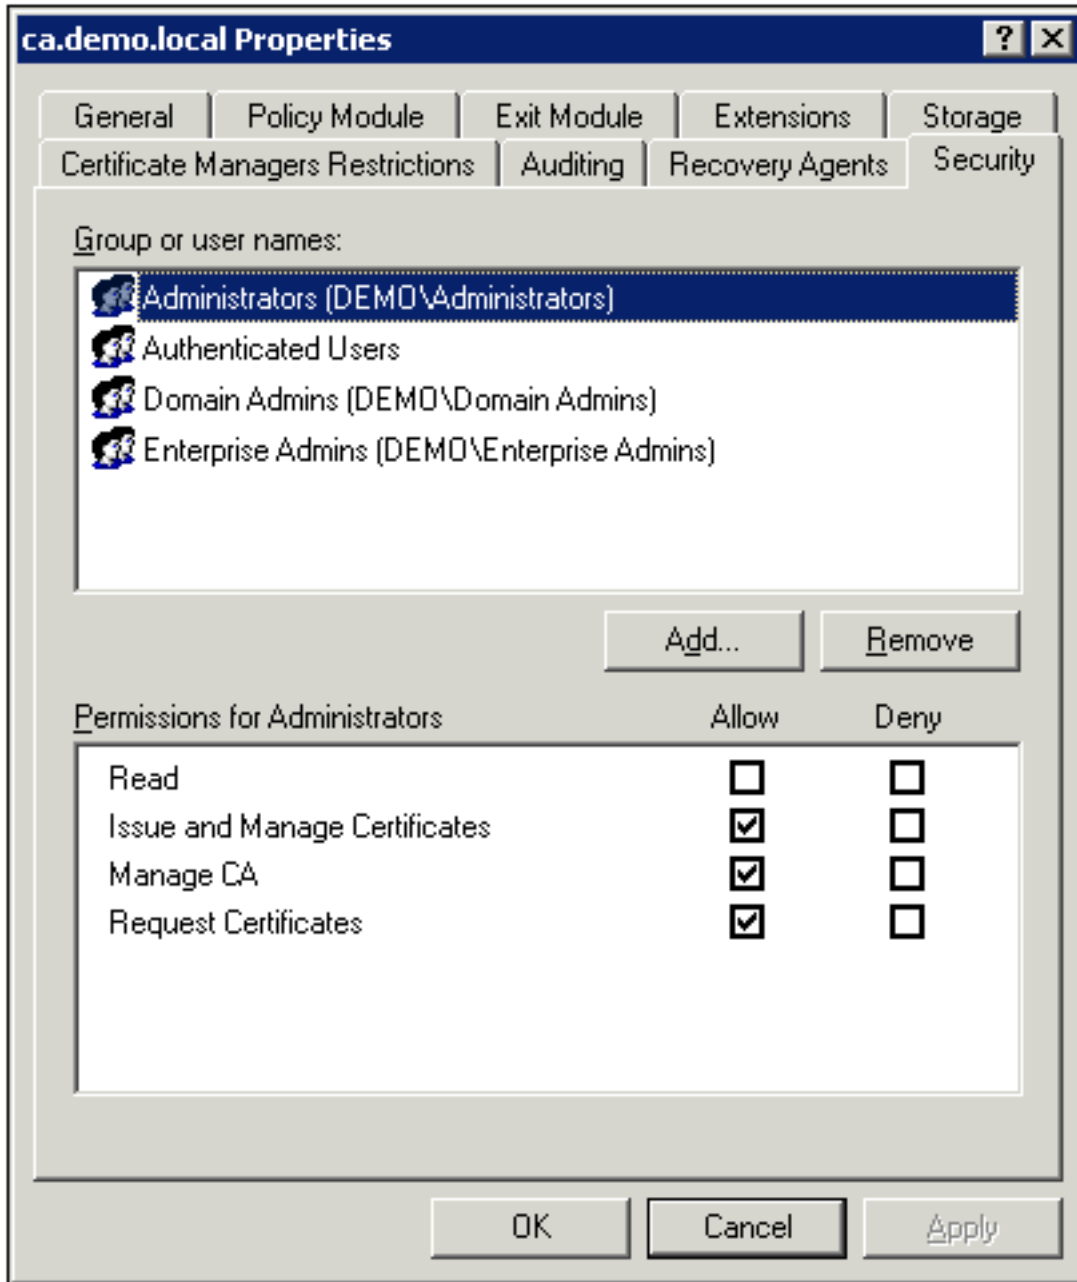 ca.demo.local Properties
General Policy Module Exit Module Extensions Storage
Certificate Managers Restrictions Auditing Recovery Agents Security
Group or user names:
Administrators (DEMO\Administrators)
Authenticated Users
Domain Admins (DEMO\Domain Admins)
Enterprise Admins (DEMO\Enterprise Admins)
Add... Remove
Permissions for Administrators Allow Deny
Read
Issue and Manage Certificates
Manage CA
Request Certificates
OK Cancel Apply